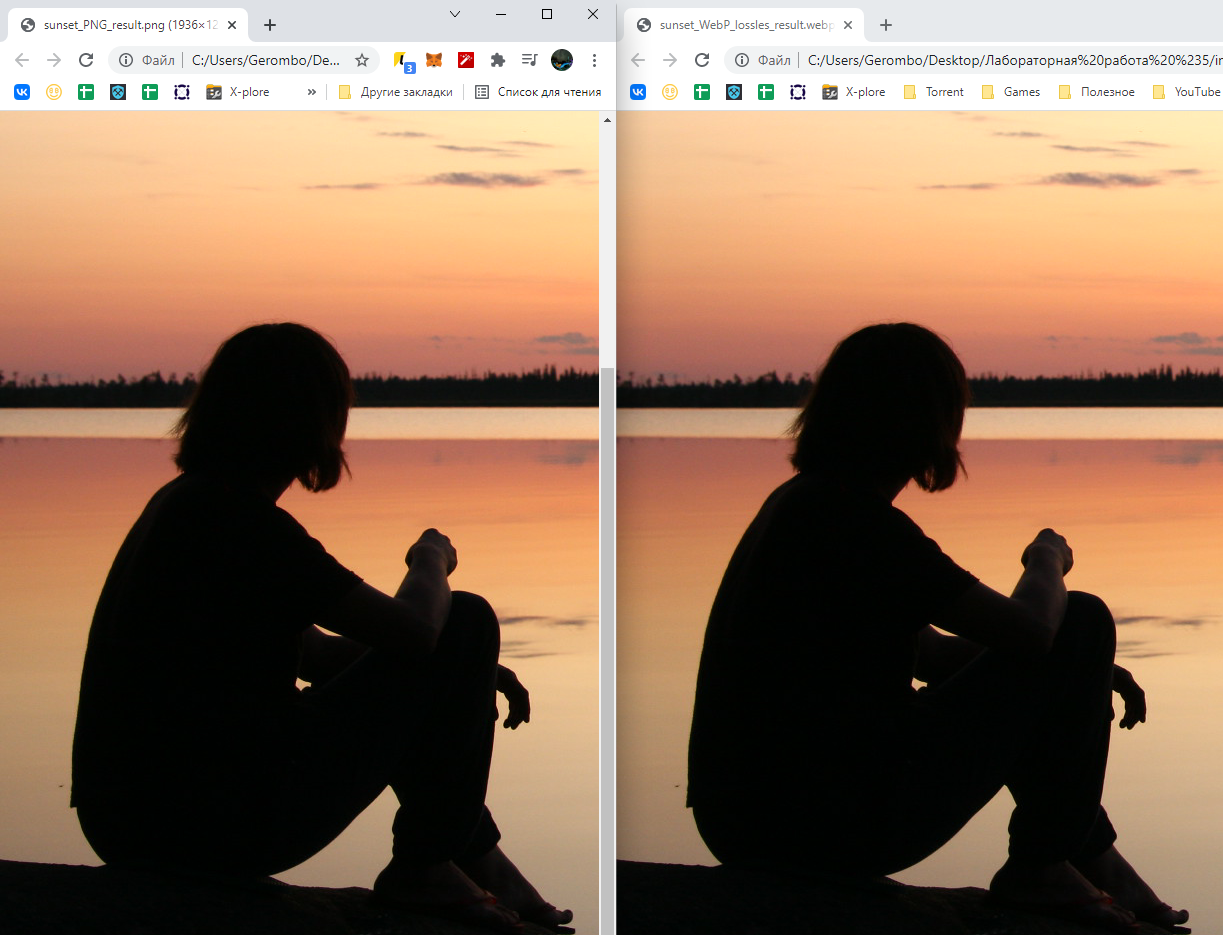 sunset_PNG_result.png (1936×12
sunset_WebP_lossles_result.webp
Файл
C:/Users/Gerombo/De...
3
Файл
C:/Users/Gerombo/Desktop/Лабораторная%20работа%20%235/ir
X-plore
»
Другие закладки
Список для чтения
X-plore
Torrent
Games
Полезное
YouTube